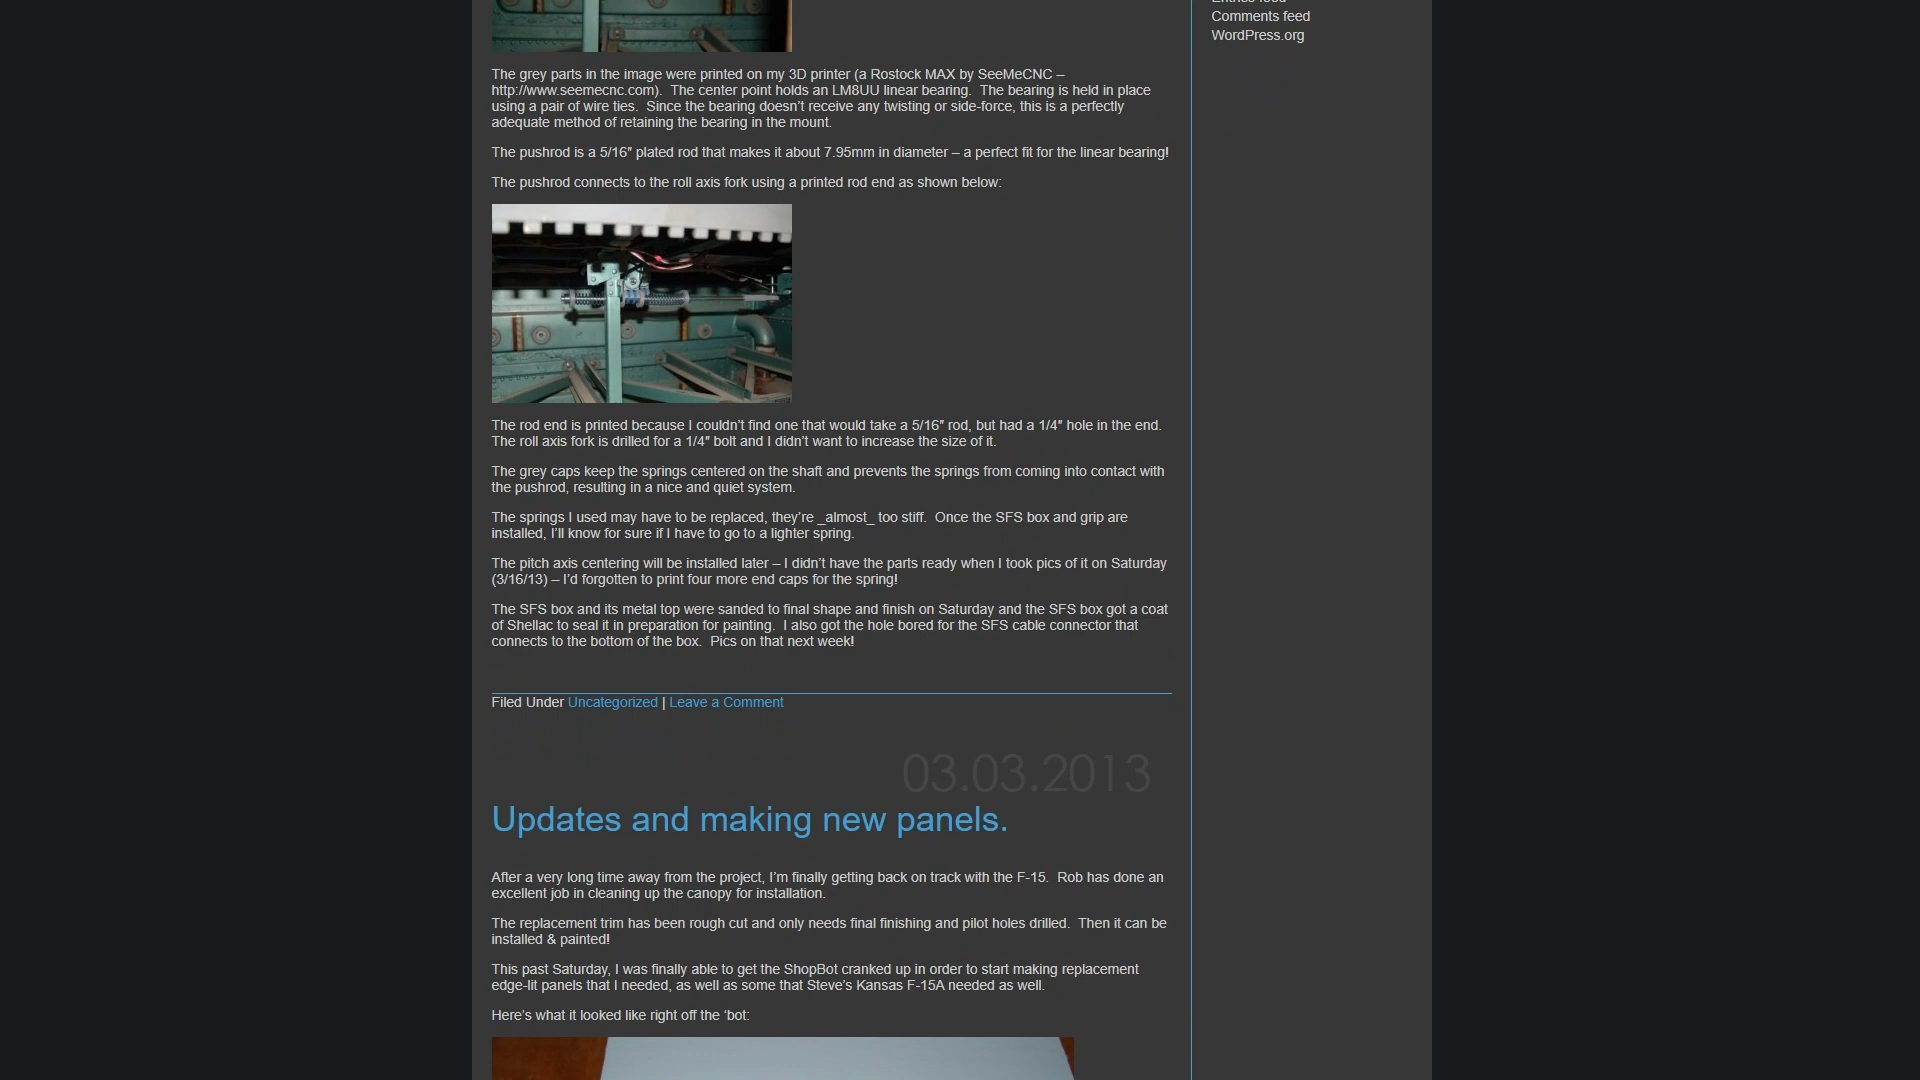 Comments feed
WordPress.org
The grey parts in the image were printed on my 3D printer (a Rostock MAX by SeeMeCNC –
http://www.seemecnc.com).  The center point holds an LM8UU linear bearing.  The bearing is held in place
using a pair of wire ties.  Since the bearing doesn’t receive any twisting or side-force, this is a perfectly
adequate method of retaining the bearing in the mount.
The pushrod is a 5/16″ plated rod that makes it about 7.95mm in diameter – a perfect fit for the linear bearing!
The pushrod connects to the roll axis fork using a printed rod end as shown below:
The rod end is printed because I couldn’t find one that would take a 5/16″ rod, but had a 1/4″ hole in the end.
The roll axis fork is drilled for a 1/4″ bolt and I didn’t want to increase the size of it.
The grey caps keep the springs centered on the shaft and prevents the springs from coming into contact with
the pushrod, resulting in a nice and quiet system.
The springs I used may have to be replaced, they’re _almost_ too stiff.  Once the SFS box and grip are
installed, I’ll know for sure if I have to go to a lighter spring.
The pitch axis centering will be installed later – I didn’t have the parts ready when I took pics of it on Saturday
(3/16/13) – I’d forgotten to print four more end caps for the spring!
The SFS box and its metal top were sanded to final shape and finish on Saturday and the SFS box got a coat
of Shellac to seal it in preparation for painting.  I also got the hole bored for the SFS cable connector that
connects to the bottom of the box.  Pics on that next week!
Filed Under Uncategorized | Leave a Comment
03.03.2013
Updates and making new panels.
After a very long time away from the project, I’m finally getting back on track with the F-15.  Rob has done an
excellent job in cleaning up the canopy for installation.
The replacement trim has been rough cut and only needs final finishing and pilot holes drilled.  Then it can be
installed & painted!
This past Saturday, I was finally able to get the ShopBot cranked up in order to start making replacement
edge-lit panels that I needed, as well as some that Steve’s Kansas F-15A needed as well.
Here’s what it looked like right off the ‘bot: